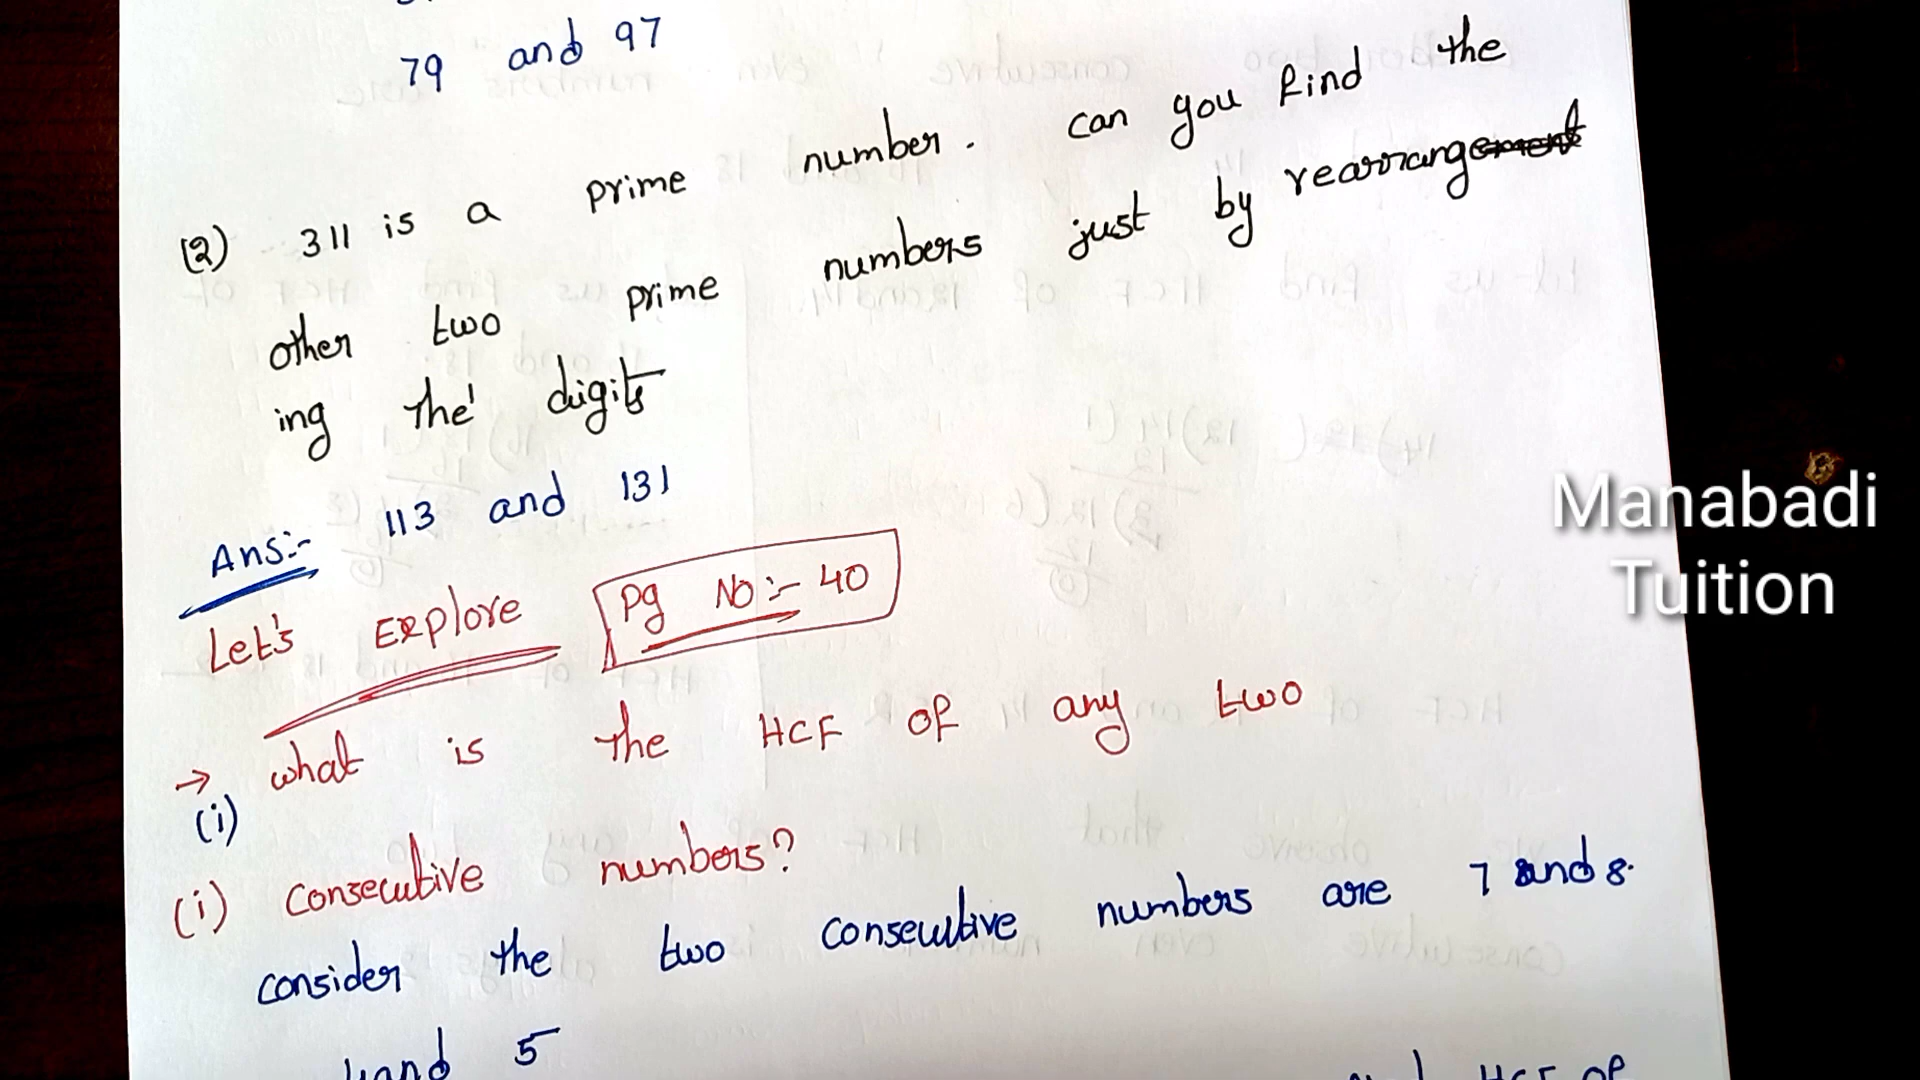 79 and 97
(2) 311 is a prime number. can you find the
other two prime numbers just by rearrang
ing the digits
Ans:- 113 and 131
Let's Explore Pg No:- 40
→ what is the HCF of any two
(i)
(i) consecutive numbers?
consider the two consecutive numbers are 7 and 8.
4 and 5
HCF of
Manabadi
Tuition